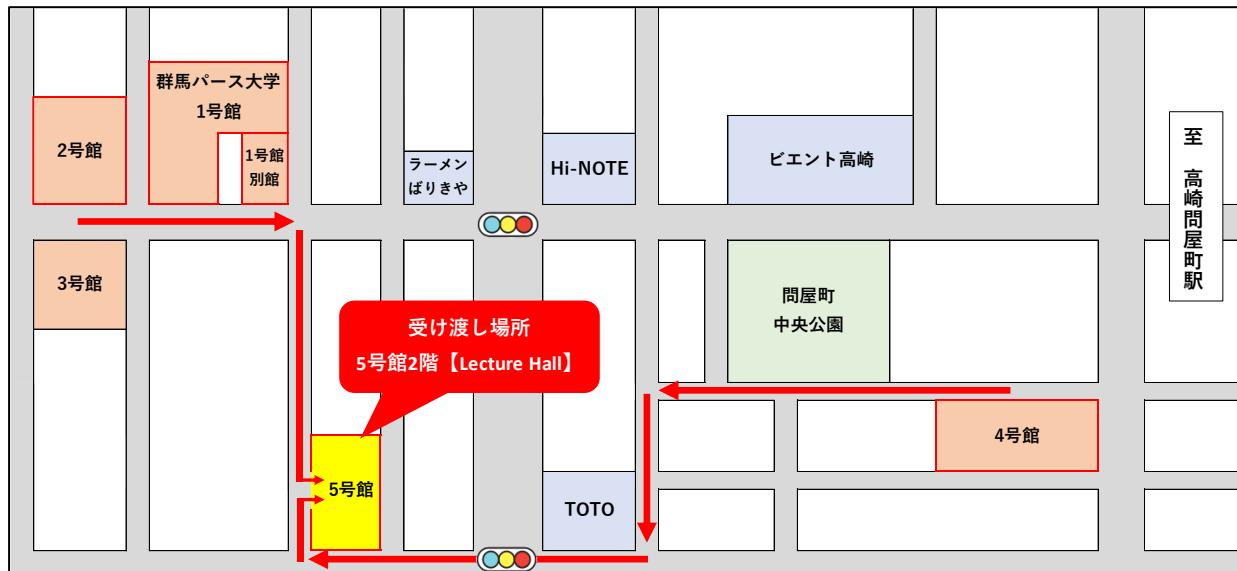 群馬パース大学
1号館
2号館
1号館
別館
ラーメン
ばりきや
Hi-NOTE
ビエント高崎
至 高崎問屋町駅
3号館
問屋町
中央公園
受け渡し場所
5号館2階【Lecture Hall】
4号館
5号館
TOTO